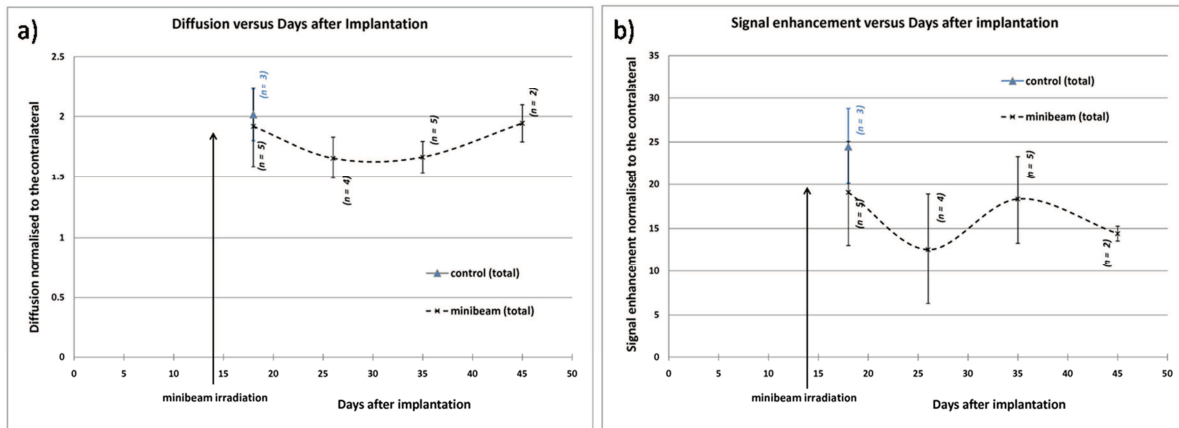 a)
Diffusion versus Days after Implantation
Diffusion normalised to the contralateral
2.5
2
1.5
1
0.5
0
(n = 3)
(n = 5)
(n = 4)
(n = 5)
(n = 2)
control (total)
minibeam (total)
0 5 10 15 20 25 30 35 40 45 50
minibeam irradiation
Days after implantation
b)
Signal enhancement versus Days after implantation
Signal enhancement normalised to the contralateral
35
30
25
20
15
10
5
0
control (total)
minibeam (total)
(n = 3)
(n = 5)
(n = 4)
(n = 5)
(n = 2)
0 5 10 15 20 25 30 35 40 45 50
minibeam irradiation
Days after implantation